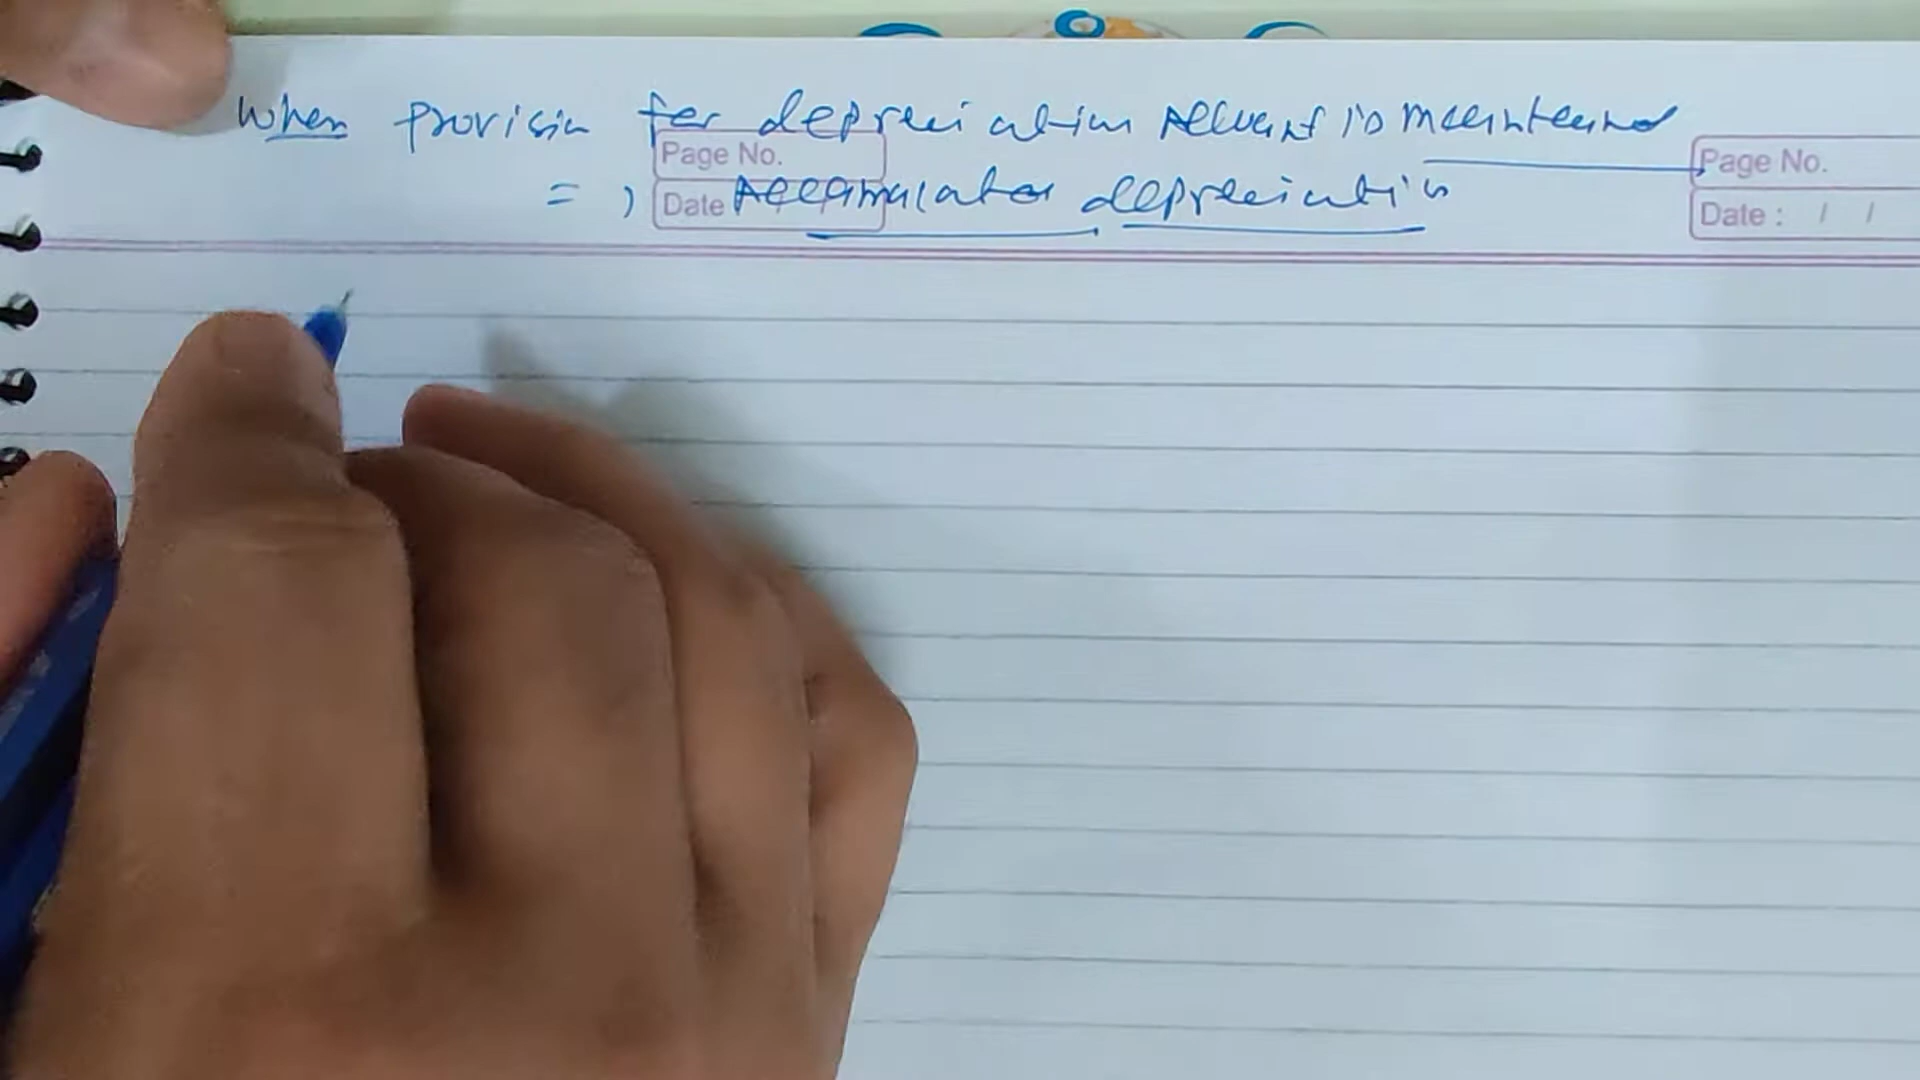 When provision for depreciation Account is maintained
Page No.
Page No.
= ) Accumulated depreciation
Date
Date : / /